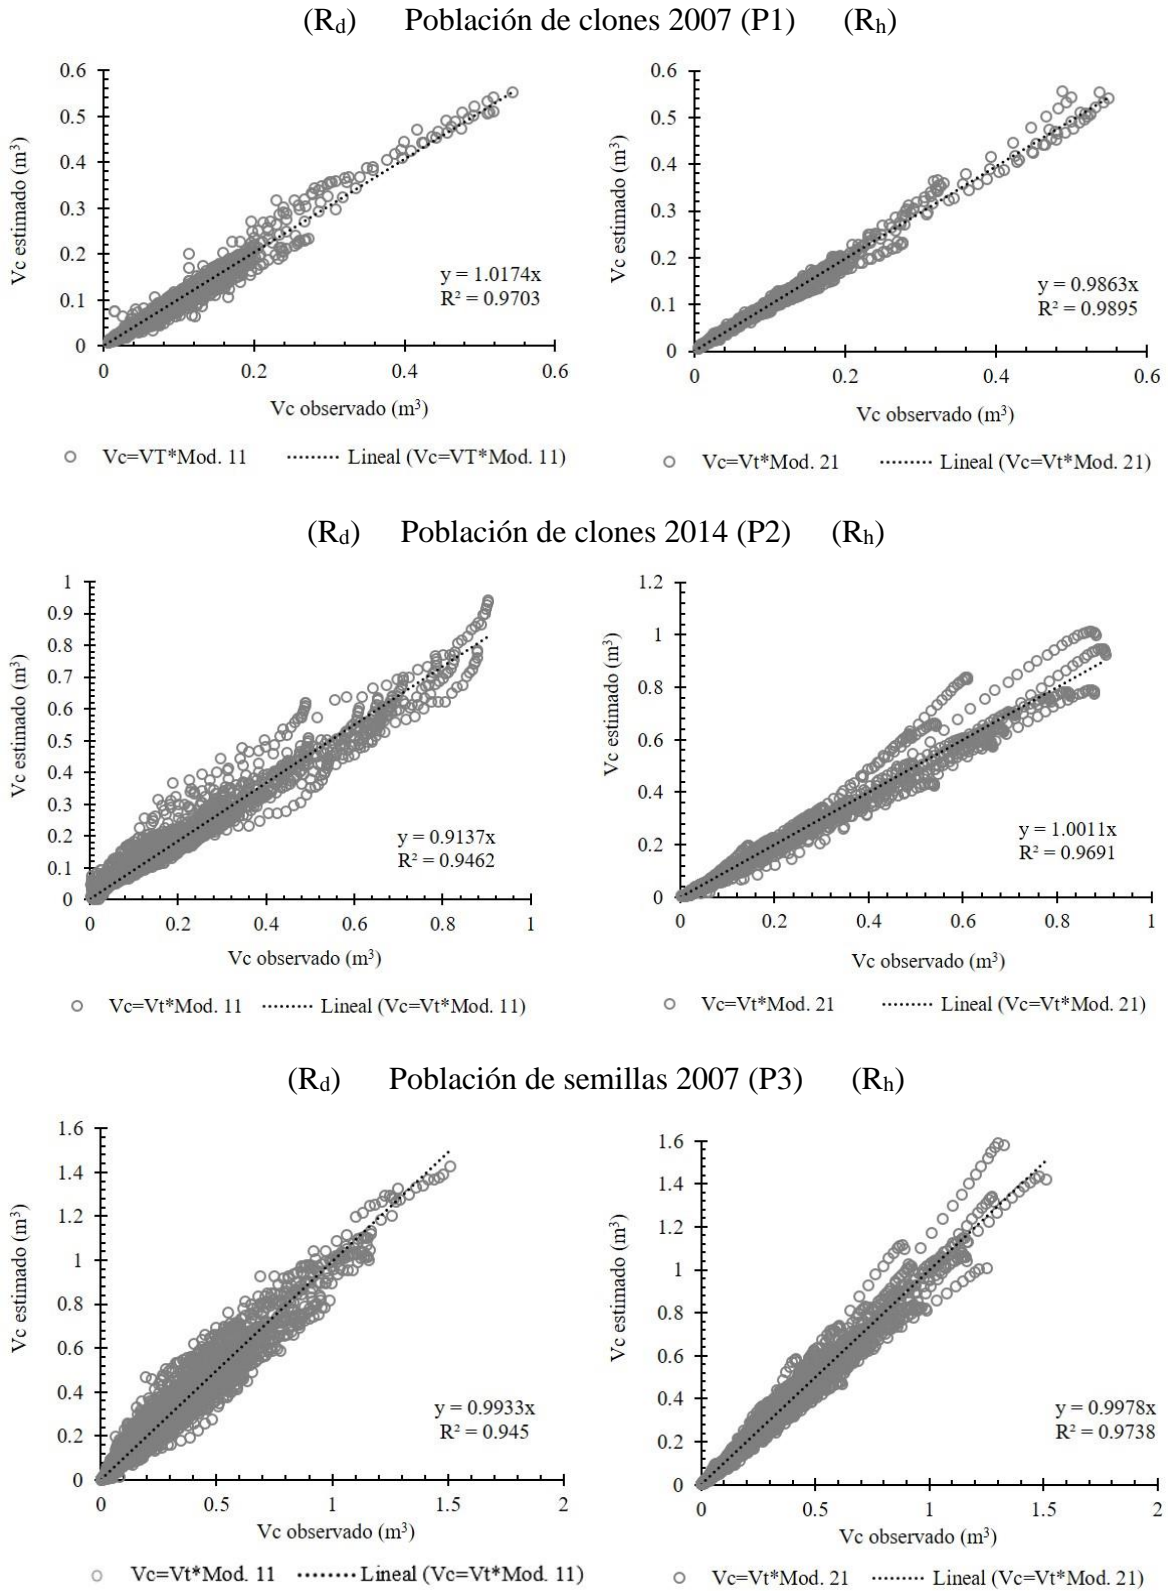 (Rd) Población de clones 2007 (P1) (Rh)
0.6
0.5
0.4
0.3
0.2
0.1
0
Vc estimado (m³)
y = 1.0174x
R² = 0.9703
0 0.2 0.4 0.6
Vc observado (m³)
Vc=VT*Mod. 11 Lineal (Vc=VT*Mod. 11)
0.6
0.5
0.4
0.3
0.2
0.1
0
Vc estimado (m³)
y = 0.9863x
R² = 0.9895
0 0.2 0.4 0.6
Vc observado (m³)
Vc=Vt*Mod. 21 Lineal (Vc=Vt*Mod. 21)
(Rd) Población de clones 2014 (P2) (Rh)
1
0.9
0.8
0.7
0.6
0.5
0.4
0.3
0.2
0.1
0
Vc estimado (m³)
y = 0.9137x
R² = 0.9462
0 0.2 0.4 0.6 0.8 1
Vc observado (m³)
Vc=Vt*Mod. 11 Lineal (Vc=Vt*Mod. 11)
1.2
1
0.8
0.6
0.4
0.2
0
Vc estimado (m³)
y = 1.0011x
R² = 0.9691
0 0.2 0.4 0.6 0.8 1
Vc observado (m³)
Vc=Vt*Mod. 21 Lineal (Vc=Vt*Mod. 21)
(Rd) Población de semillas 2007 (P3) (Rh)
1.6
1.4
1.2
1
0.8
0.6
0.4
0.2
0
Vc estimado (m³)
y = 0.9933x
R² = 0.945
0 0.5 1 1.5 2
Vc observado (m³)
Vc=Vt*Mod. 11 Lineal (Vc=Vt*Mod. 11)
1.6
1.4
1.2
1
0.8
0.6
0.4
0.2
0
Vc estimado (m³)
y = 0.9978x
R² = 0.9738
0 0.5 1 1.5 2
Vc observado (m³)
Vc=Vt*Mod. 21 Lineal (Vc=Vt*Mod. 21)